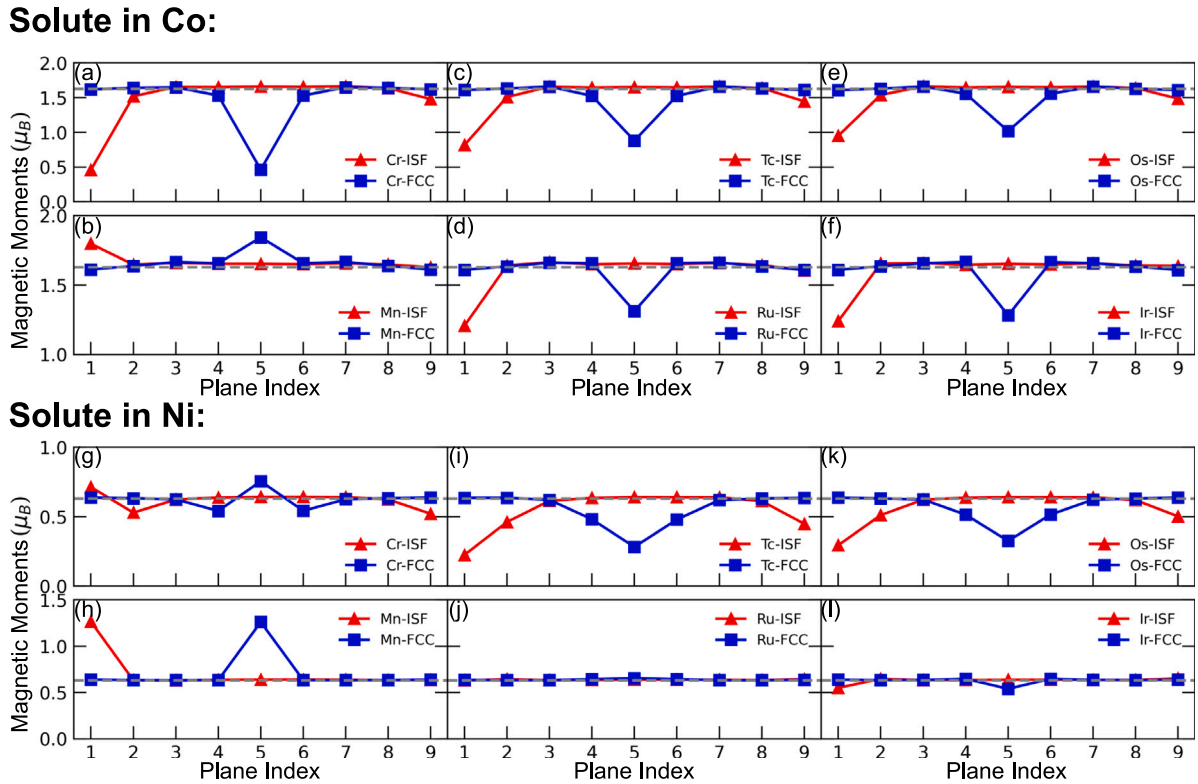 Solute in Co:
Magnetic Moments (μB)
2.0
1.5
1.0
0.5
0.0
(a)
Cr-ISF
Cr-FCC
(c)
Tc-ISF
Tc-FCC
(e)
Os-ISF
Os-FCC
Magnetic Moments (μB)
2.0
1.5
1.0
(b)
Mn-ISF
Mn-FCC
(d)
Ru-ISF
Ru-FCC
(f)
Ir-ISF
Ir-FCC
1 2 3 4 5 6 7 8 9 1 2 3 4 5 6 7 8 9 1 2 3 4 5 6 7 8 9
Plane Index Plane Index Plane Index
Solute in Ni:
Magnetic Moments (μB)
1.0
0.5
0.0
(g)
Cr-ISF
Cr-FCC
(i)
Tc-ISF
Tc-FCC
(k)
Os-ISF
Os-FCC
Magnetic Moments (μB)
1.5
1.0
0.5
0.0
(h)
Mn-ISF
Mn-FCC
(j)
Ru-ISF
Ru-FCC
(l)
Ir-ISF
Ir-FCC
1 2 3 4 5 6 7 8 9 1 2 3 4 5 6 7 8 9 1 2 3 4 5 6 7 8 9
Plane Index Plane Index Plane Index